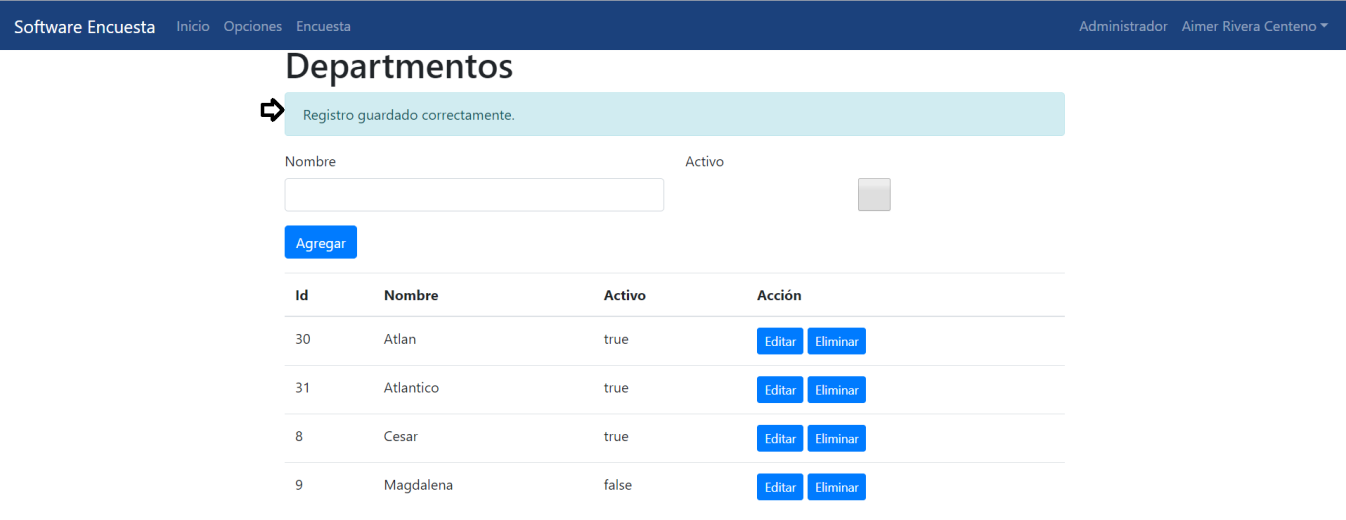 Software Encuesta Inicio Opciones Encuesta Administrador Aimer Rivera Centeno
Departmentos
Registro guardado correctamente.
Nombre Activo
Agregar
Id Nombre Activo Acción
30 Atlan true Editar Eliminar
31 Atlantico true Editar Eliminar
8 Cesar true Editar Eliminar
9 Magdalena false Editar Eliminar